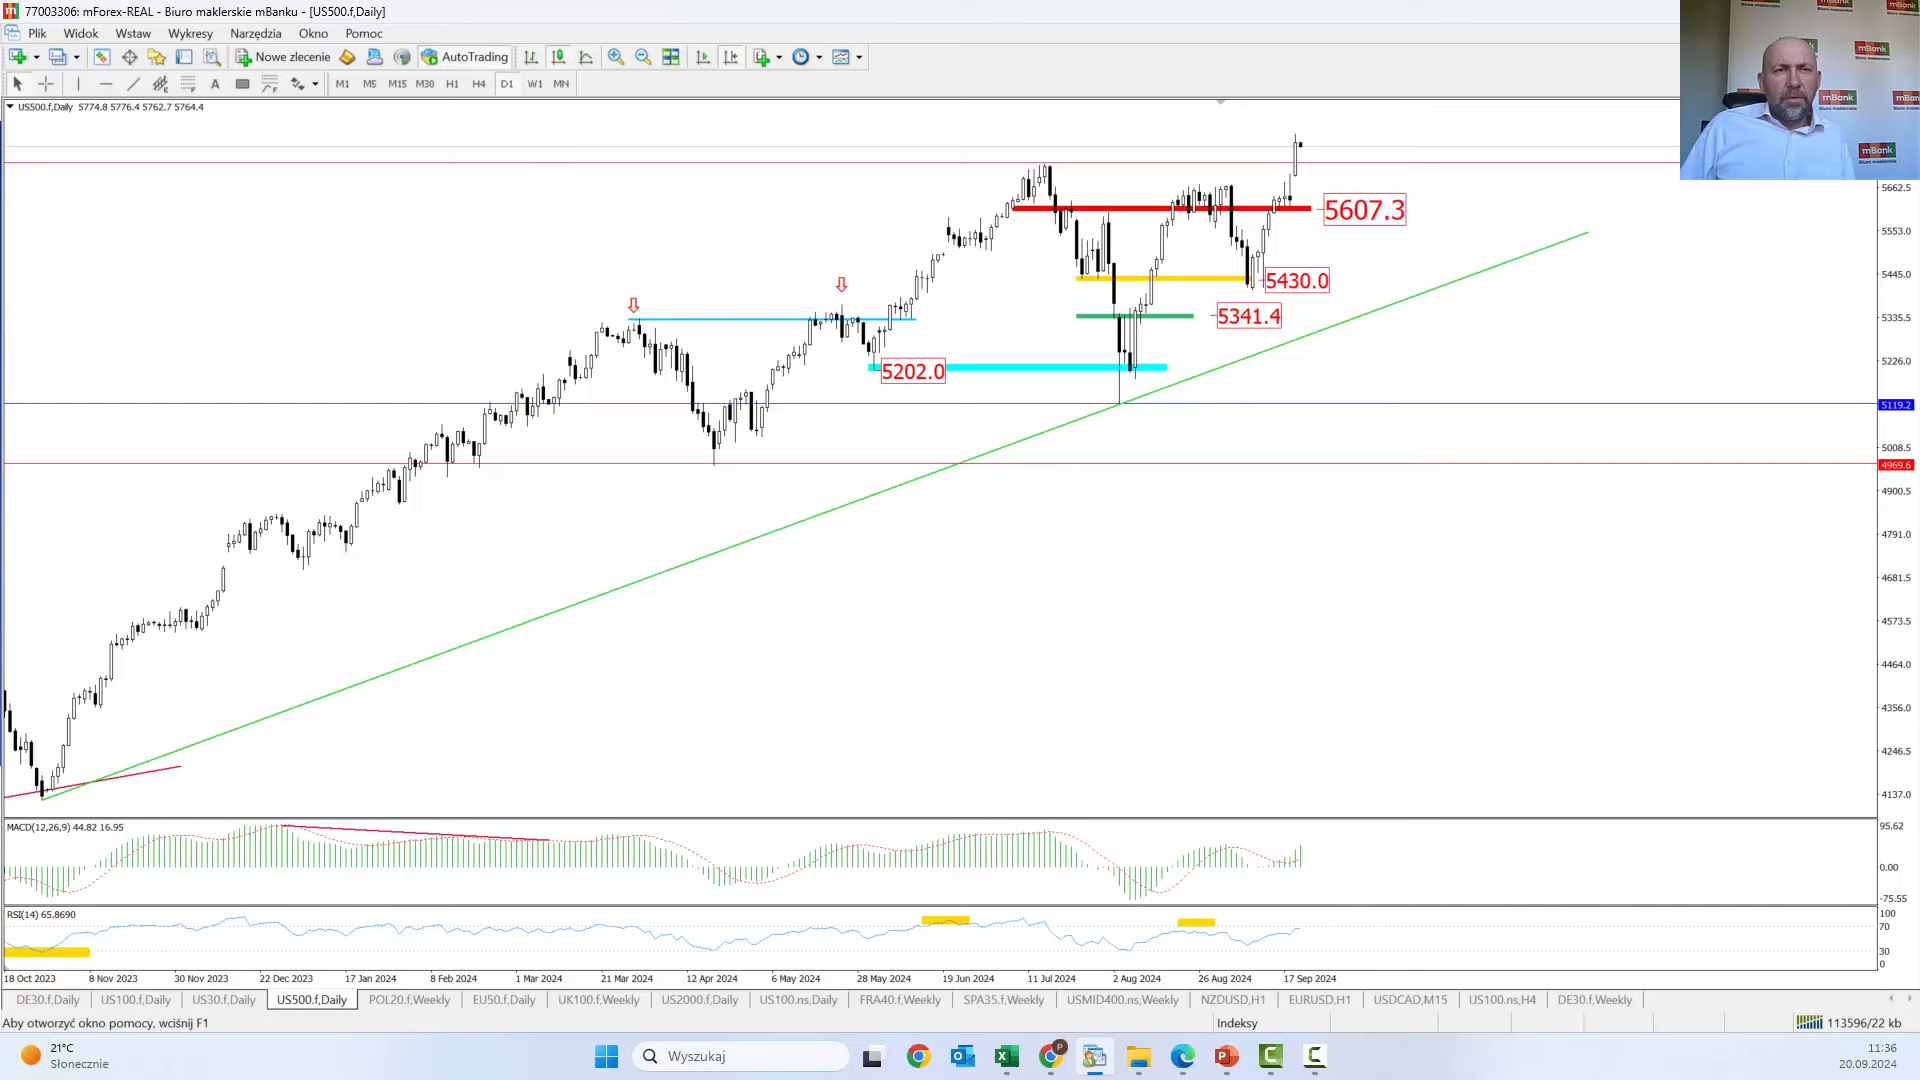 77003306: mForex-REAL - Biuro maklerskie mBanku - [US500.f,Daily]
Plik Widok Wstaw Wykresy Narzędzia Okno Pomoc
Nowe zlecenie AutoTrading
A M1 M5 M15 M30 H1 H4 D1 W1 MN
US500.f,Daily 5774.8 5776.4 5762.7 5764.4
mBank
Biuro maklerskie
mBank
mBank
Biuro maklerskie
5662.5
5607.3
5553.0
5445.0
5430.0
5341.4
5335.5
5226.0
5202.0
5119.2
5008.5
4969.6
4900.5
4791.0
4681.5
4573.5
4464.0
4356.0
4246.5
4137.0
MACD(12,26,9) 44.82 16.95
95.62
0.00
-75.55
RSI(14) 65.8690
100
70
30
0
18 Oct 2023 8 Nov 2023 30 Nov 2023 22 Dec 2023 17 Jan 2024 8 Feb 2024 1 Mar 2024 21 Mar 2024 12 Apr 2024 6 May 2024 28 May 2024 19 Jun 2024 11 Jul 2024 2 Aug 2024 26 Aug 2024 17 Sep 2024
DE30.f,Daily US100.f,Daily US30.f,Daily US500.f,Daily POL20.f,Weekly EU50.f,Daily UK100.f,Weekly US2000.f,Daily US100.ns,Daily FRA40.f,Weekly SPA35.f,Weekly USMID400.ns,Weekly NZDUSD,H1 EURUSD,H1 USDCAD,M15 US100.ns,H4 DE30.f,Weekly
Aby otworzyć okno pomocy, wciśnij F1 Indeksy 113596/22 kb
21°C
Słonecznie
Wyszukaj
11:36
20.09.2024